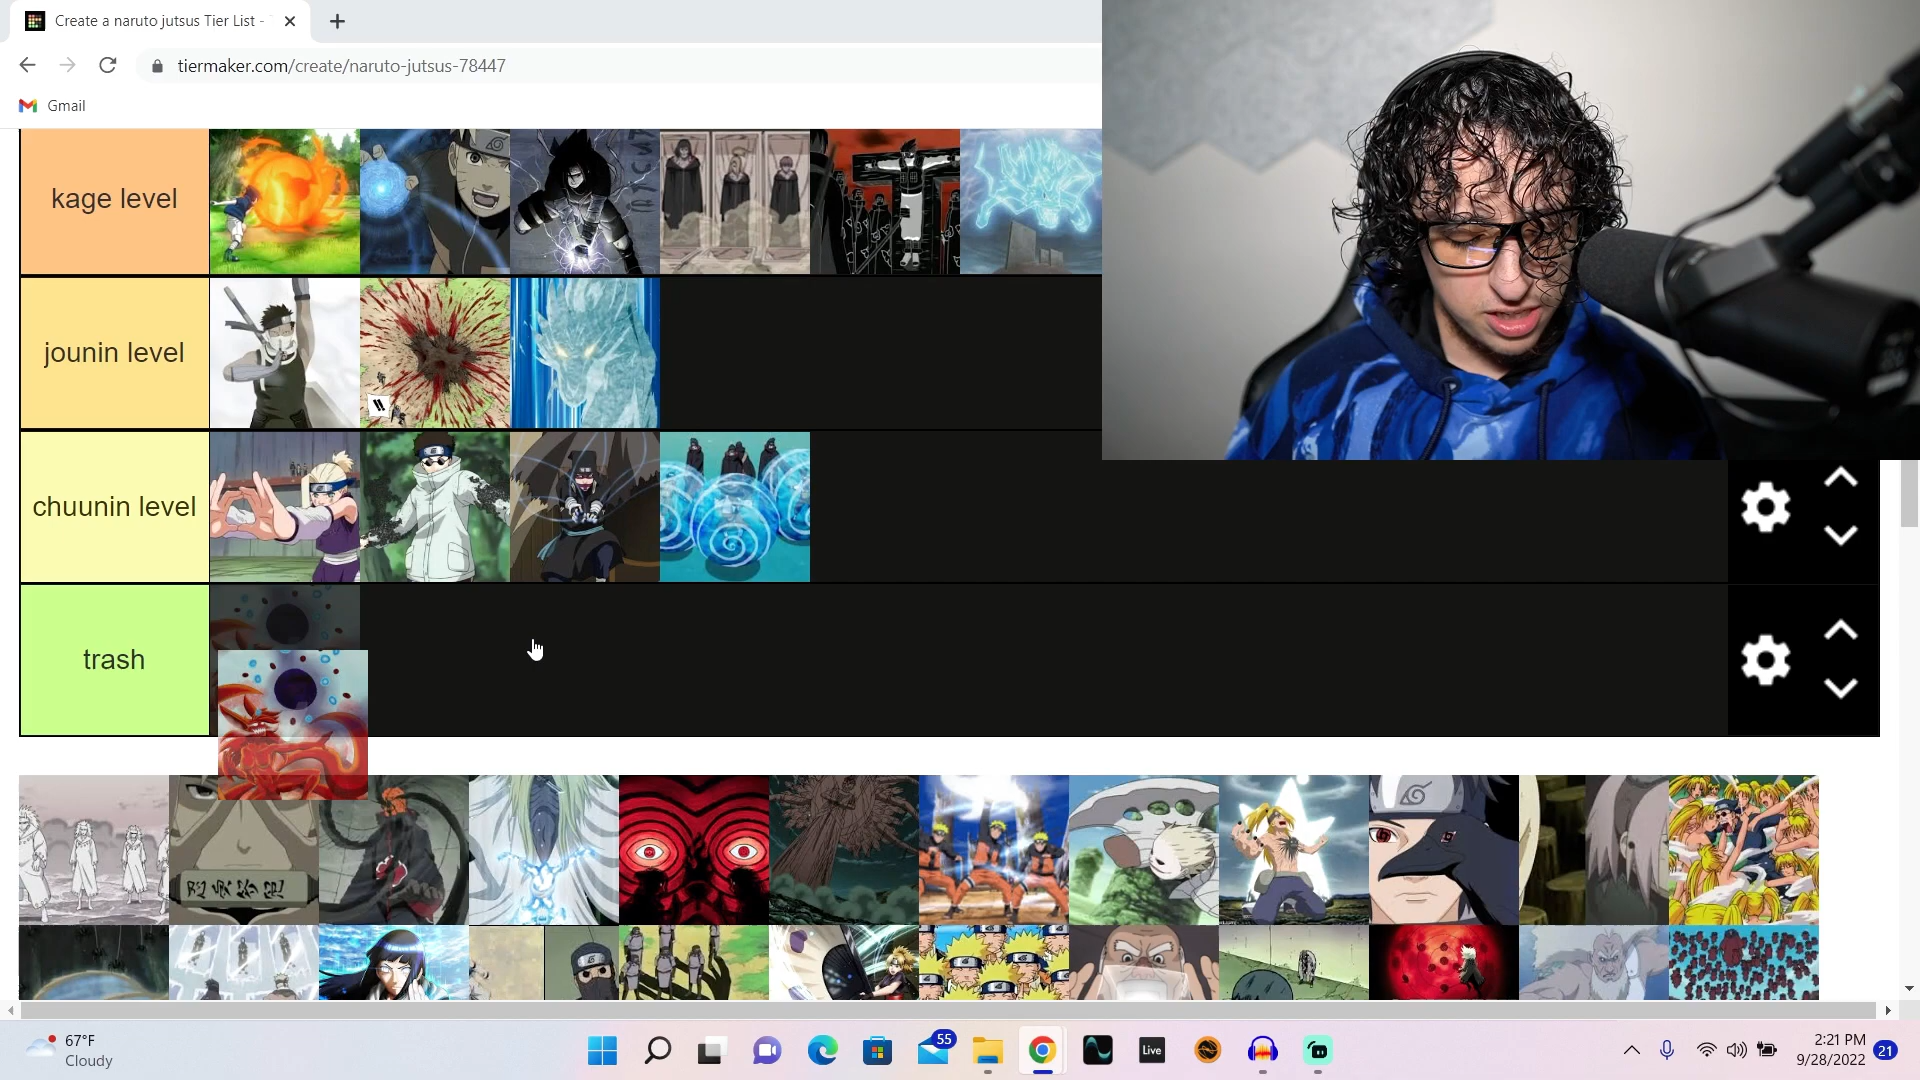 Create a naruto jutsus Tier List -
tiermaker.com/create/naruto-jutsus-78447
Gmail
kage level
jounin level
chuunin level
trash
67°F
Cloudy
55
Live
2:21 PM
9/28/2022
21